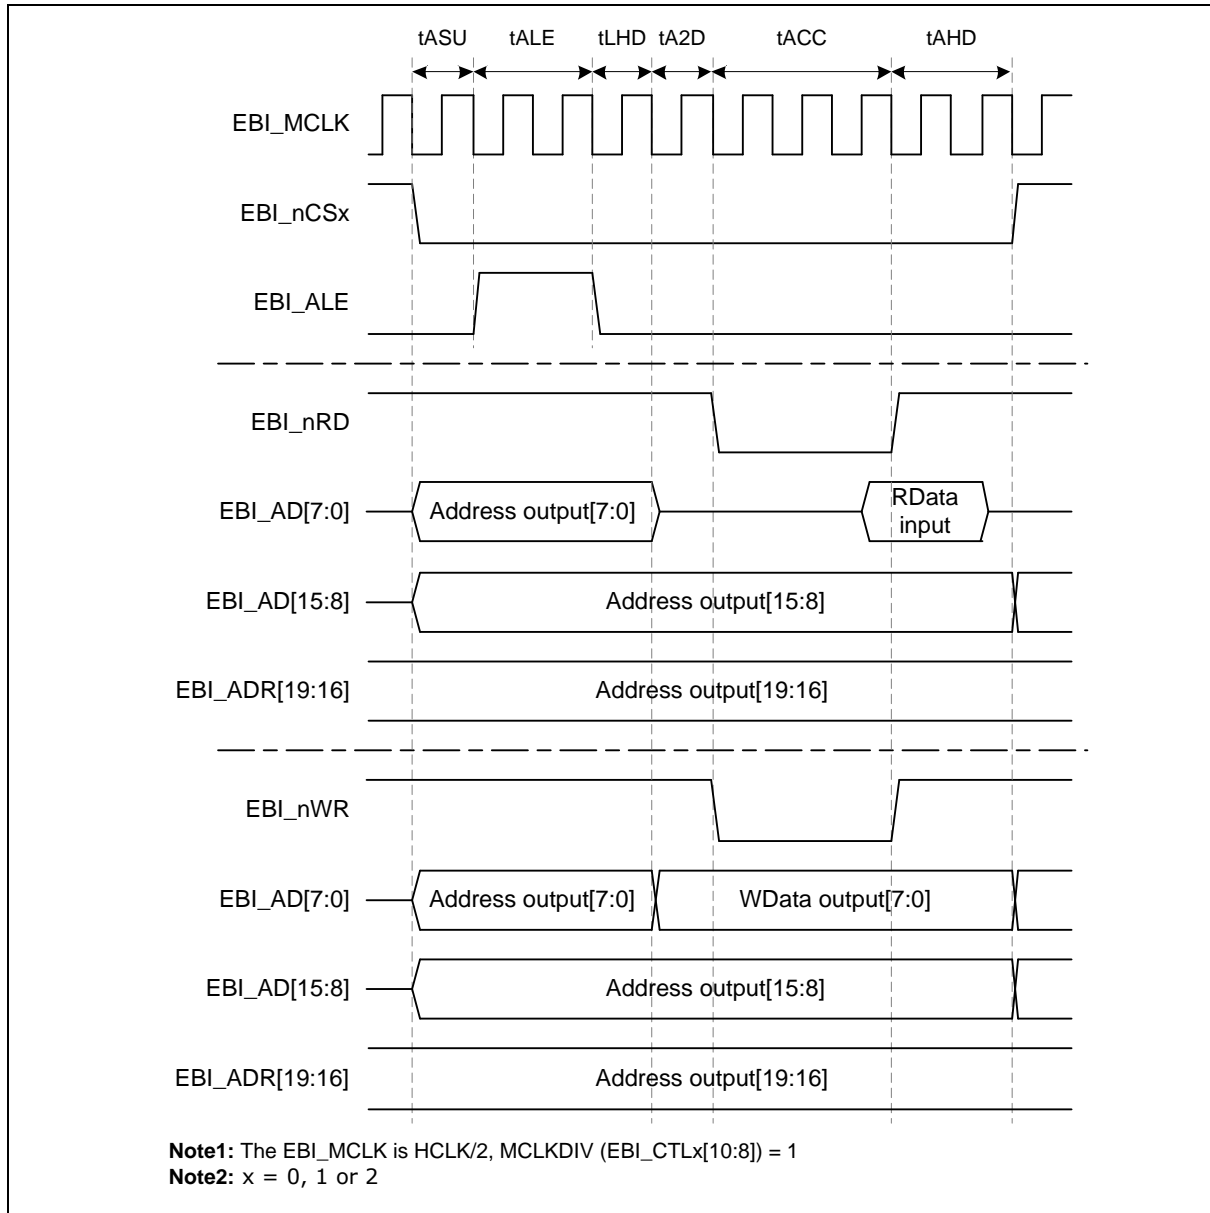 tASU tALE tLHD tA2D tACC tAHD
EBI_MCLK
EBI_nCSx
EBI_ALE
EBI_nRD
EBI_AD[7:0] Address output[7:0] RData
input
EBI_AD[15:8] Address output[15:8]
EBI_ADR[19:16] Address output[19:16]
EBI_nWR
EBI_AD[7:0] Address output[7:0] WData output[7:0]
EBI_AD[15:8] Address output[15:8]
EBI_ADR[19:16] Address output[19:16]
Note1: The EBI_MCLK is HCLK/2, MCLKDIV (EBI_CTLx[10:8]) = 1
Note2: x = 0, 1 or 2